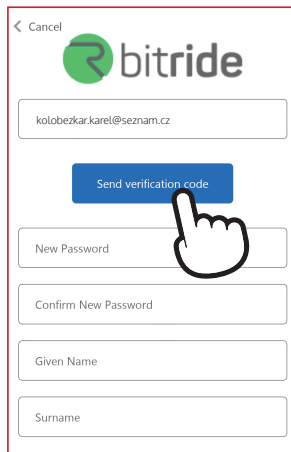 Cancel
bitride
kolobezkar.karel@seznam.cz
Send verification code
New Password
Confirm New Password
Given Name
Surname